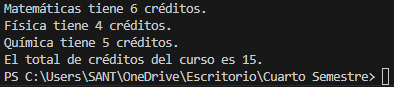 Matemáticas tiene 6 créditos.
Física tiene 4 créditos.
Química tiene 5 créditos.
El total de créditos del curso es 15.
PS C:\Users\SANT\OneDrive\Escritorio\Cuarto Semestre>